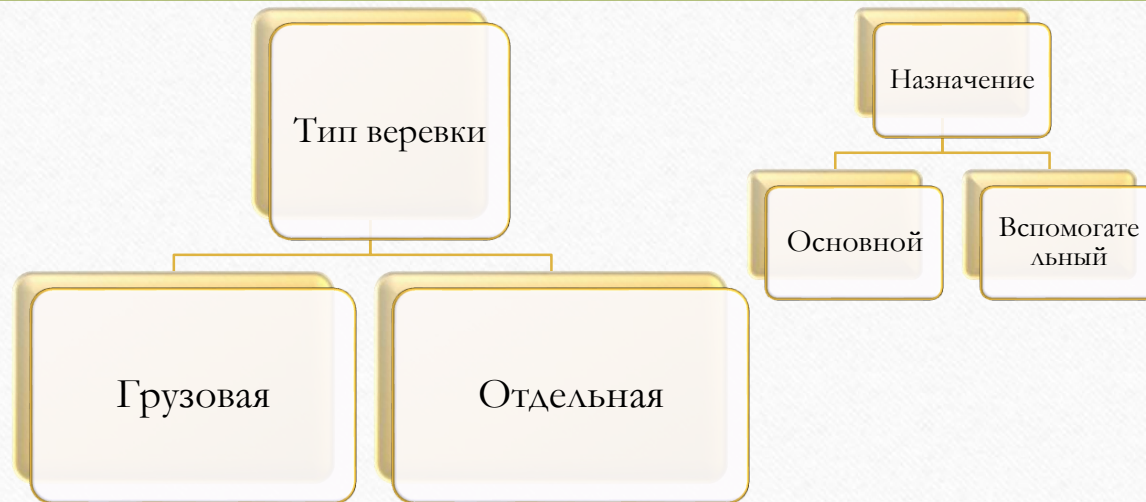 Тип веревки
Грузовая
Отдельная
Назначение
Основной
Вспомогате
льный